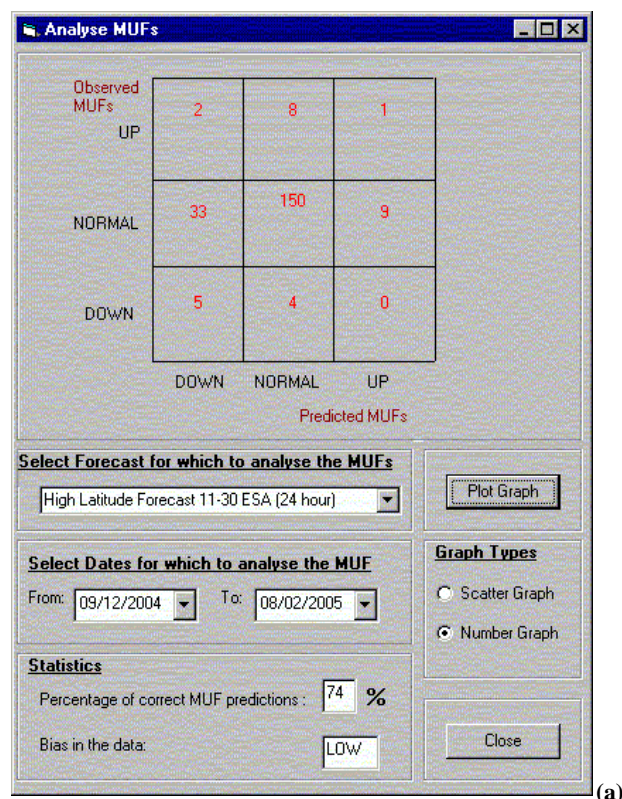 Analyse MUFs
Observed
MUFs
UP
2 8 1
NORMAL
33 150 9
DOWN
5 4 0
DOWN NORMAL UP
Predicted MUFs
Select Forecast for which to analyse the MUFs
High Latitude Forecast 11-30 ESA (24 hour)
Plot Graph
Select Dates for which to analyse the MUF
From: 09/12/2004 To: 08/02/2005
Graph Types
Scatter Graph
Number Graph
Statistics
Percentage of correct MUF predictions : 74 %
Bias in the data: LOW
Close
(a)